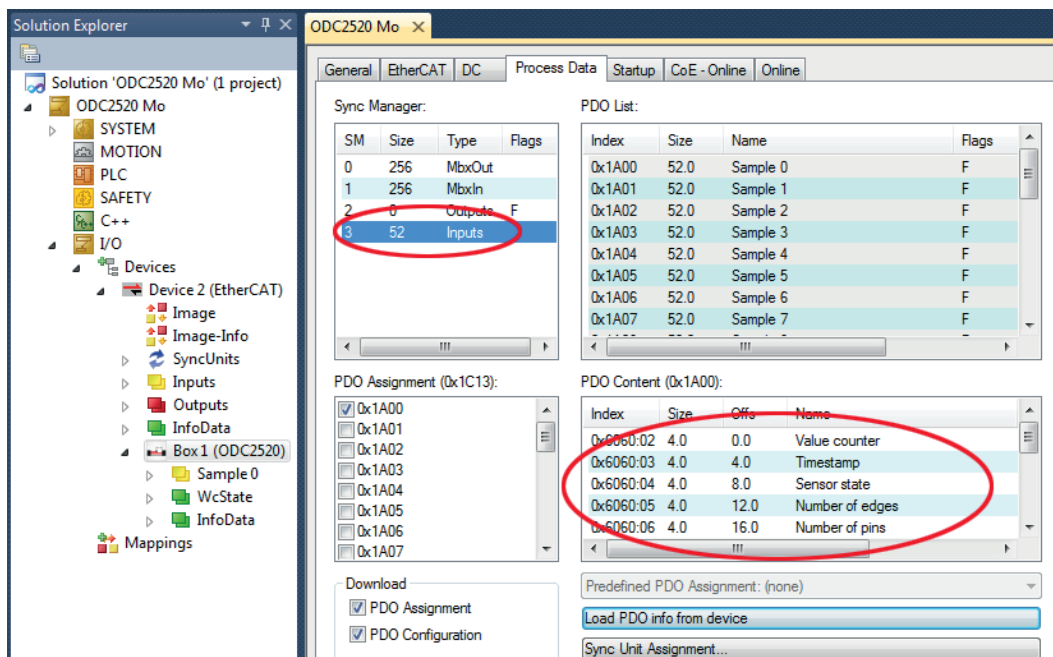 Solution Explorer
Solution 'ODC2520 Mo' (1 project)
ODC2520 Mo
SYSTEM
MOTION
PLC
SAFETY
C++
I/O
Devices
Device 2 (EtherCAT)
Image
Image-Info
SyncUnits
Inputs
Outputs
InfoData
Box 1 (ODC2520)
Sample 0
WcState
InfoData
Mappings
ODC2520 Mo
General EtherCAT DC Process Data Startup CoE - Online Online
Sync Manager:
SM Size Type Flags
0 256 MbxOut
1 256 MbxIn
2 0 Outputs F
3 52 Inputs
PDO List:
Index Size Name Flags
0x1A00 52.0 Sample 0 F
0x1A01 52.0 Sample 1 F
0x1A02 52.0 Sample 2 F
0x1A03 52.0 Sample 3 F
0x1A04 52.0 Sample 4 F
0x1A05 52.0 Sample 5 F
0x1A06 52.0 Sample 6 F
0x1A07 52.0 Sample 7 F
PDO Assignment (0x1C13):
0x1A00
0x1A01
0x1A02
0x1A03
0x1A04
0x1A05
0x1A06
0x1A07
PDO Content (0x1A00):
Index Size Offs Name
0x6060:02 4.0 0.0 Value counter
0x6060:03 4.0 4.0 Timestamp
0x6060:04 4.0 8.0 Sensor state
0x6060:05 4.0 12.0 Number of edges
0x6060:06 4.0 16.0 Number of pins
Download
PDO Assignment
PDO Configuration
Predefined PDO Assignment: (none)
Load PDO info from device
Sync Unit Assignment...